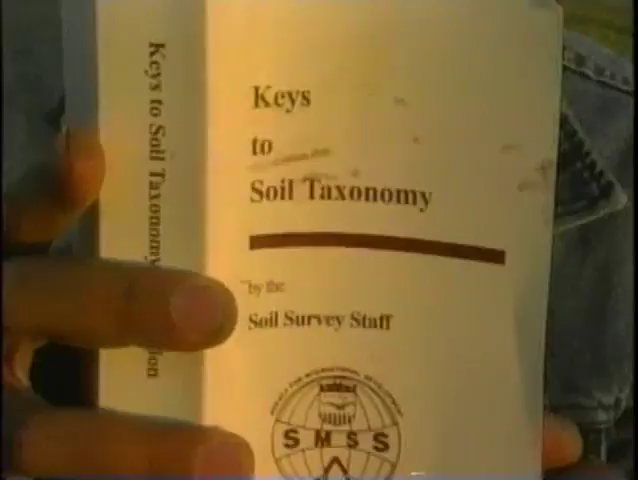 Keys to Soil Taxonomy
Keys
to
Soil Taxonomy
by the
Soil Survey Staff
SMSS